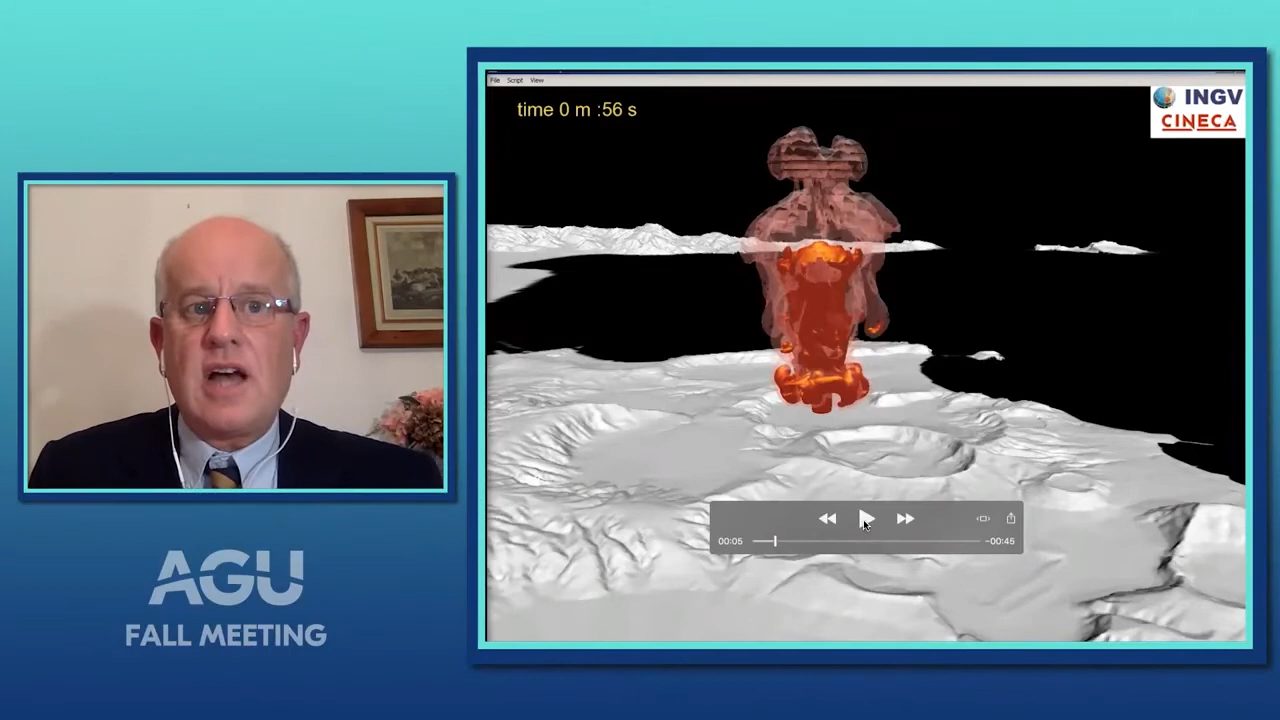 File Script View
time 0 m :56 s
INGV
CINECA
00:05
-00:45
AGU
FALL MEETING